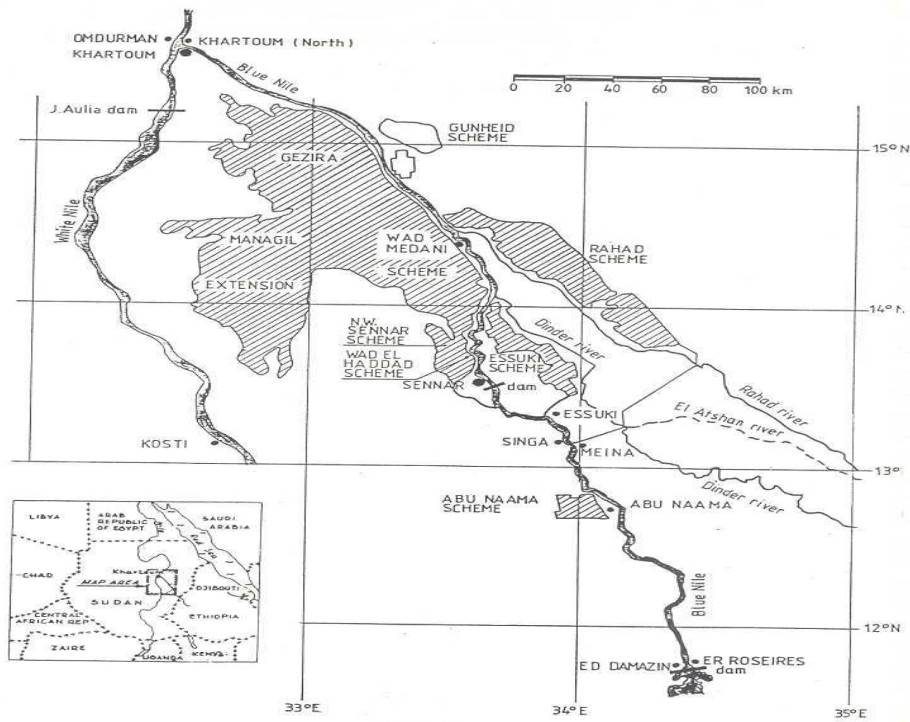 OMDURMAN
KHARTOUM (North)
KHARTOUM
Blue Nile
0 20 40 60 80 100 km
J. Aulia dam
GUNHEID
SCHEME
15°N
GEZIRA
White Nile
MANAGIL
WAD
MEDANI
RAHAD
SCHEME
EXTENSION
SCHEME
14°N
N.W.
SENNAR
SCHEME
WAD EL
HADDAD
SCHEME
ESSUKI
SCHEME
Dinder river
SENNAR
dam
Rahad river
ESSUKI
El Atshan river
KOSTI
SINGA
MEINA
13°
Dinder river
ABU NAAMA
SCHEME
ABU NAAMA
LIBYA
ARAB
REPUBLIC
OF EGYPT
SAUDI
ARABIA
Khartoum
CHAD
MAP AREA
DJIBOUTI
SUDAN
CENTRAL
AFRICAN REP.
ETHIOPIA
ZAIRE
UGANDA
KENYA
Blue Nile
12°N
ED DAMAZIN
ER ROSEIRES
dam
33°E
34°E
35°E